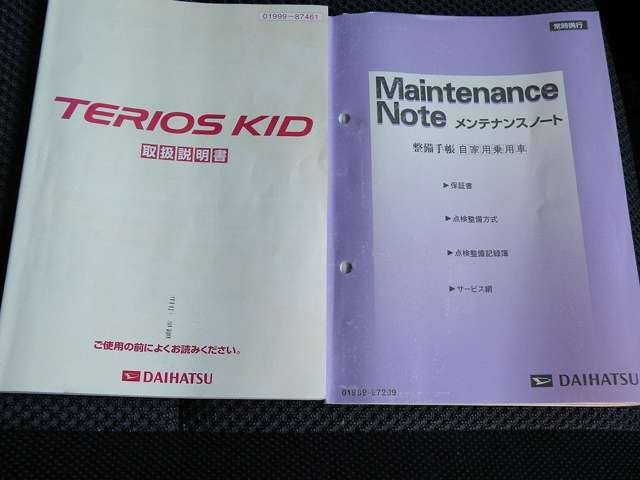 01999-87461
TERIOS KID
取扱説明書
ご使用の前によくお読みください。
DAIHATSU
常時携行
Maintenance
Note メンテナンスノート
整備手帳 自家用乗用車
▶保証書
▶点検整備方式
▶点検整備記録簿
▶サービス網
DAIHATSU